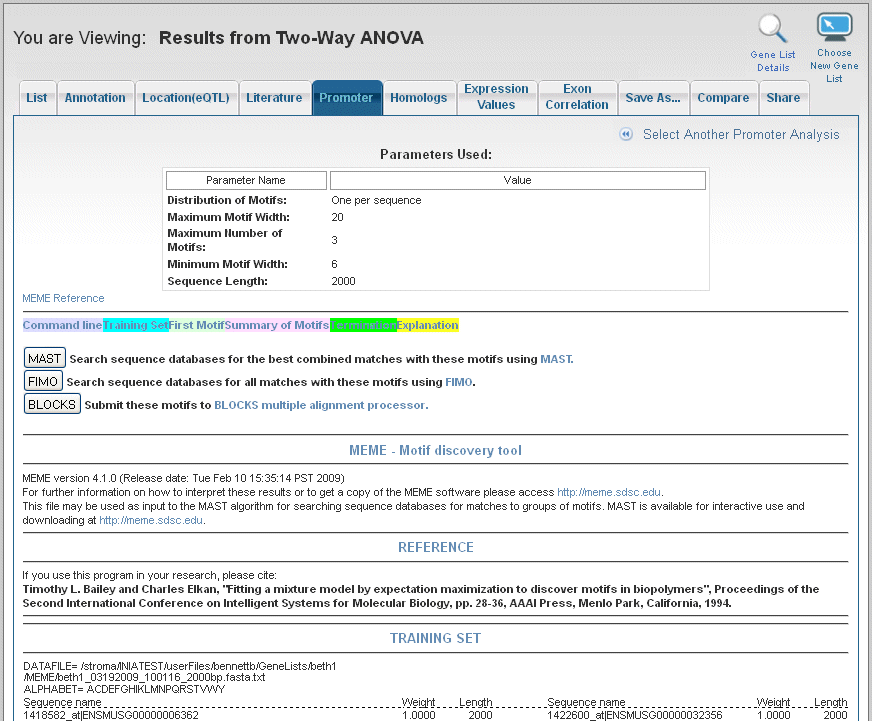 You are Viewing: Results from Two-Way ANOVA
Gene List Details
Choose New Gene List
List Annotation Location(eQTL) Literature Promoter Homologs Expression Values Exon Correlation Save As... Compare Share
Select Another Promoter Analysis
Parameters Used:
Parameter Name Value
Distribution of Motifs: One per sequence
Maximum Motif Width: 20
Maximum Number of Motifs: 3
Minimum Motif Width: 6
Sequence Length: 2000
MEME Reference
Command line Training Set First Motif Summary of Motifs Explanation
MAST Search sequence databases for the best combined matches with these motifs using MAST.
FIMO Search sequence databases for all matches with these motifs using FIMO.
BLOCKS Submit these motifs to BLOCKS multiple alignment processor.
MEME - Motif discovery tool
MEME version 4.1.0 (Release date: Tue Feb 10 15:35:14 PST 2009)
For further information on how to interpret these results or to get a copy of the MEME software please access http://meme.sdsc.edu.
This file may be used as input to the MAST algorithm for searching sequence databases for matches to groups of motifs. MAST is available for interactive use and
downloading at http://meme.sdsc.edu.
REFERENCE
If you use this program in your research, please cite:
Timothy L. Bailey and Charles Elkan, "Fitting a mixture model by expectation maximization to discover motifs in biopolymers", Proceedings of the
Second International Conference on Intelligent Systems for Molecular Biology, pp. 28-36, AAAI Press, Menlo Park, California, 1994.
TRAINING SET
DATAFILE= /stroma/INIATEST/userFiles/bennettb/GeneLists/beth1
/MEME/beth1_03192009_100116_2000bp.fasta.txt
ALPHABET= ACDEFGHIKLMNPQRSTVWY
Sequence name Weight Length Sequence name Weight Length
1418582_at|ENSMUSG00000006362 1.0000 2000 1422600_at|ENSMUSG00000032356 1.0000 2000